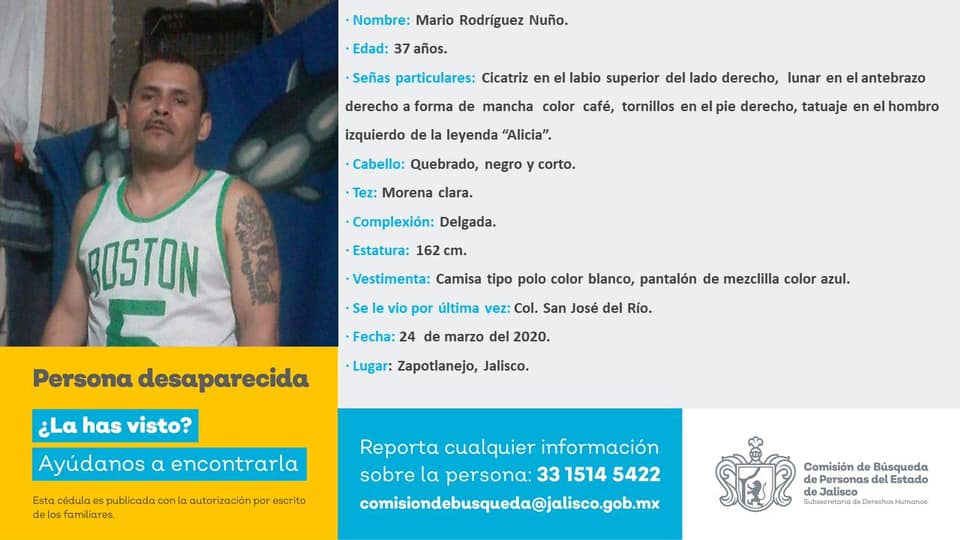 · Nombre: Mario Rodríguez Nuño.
· Edad: 37 años.
· Señas particulares: Cicatriz en el labio superior del lado derecho, lunar en el antebrazo
derecho a forma de mancha color café, tornillos en el pie derecho, tatuaje en el hombro
izquierdo de la leyenda “Alicia”.
· Cabello: Quebrado, negro y corto.
· Tez: Morena clara.
· Complexión: Delgada.
· Estatura: 162 cm.
· Vestimenta: Camisa tipo polo color blanco, pantalón de mezclilla color azul.
· Se le vio por última vez: Col. San José del Río.
· Fecha: 24 de marzo del 2020.
· Lugar: Zapotlanejo, Jalisco.
BOSTON
5
Persona desaparecida
¿La has visto?
Ayúdanos a encontrarla
Esta cédula es publicada con la autorización por escrito
de los familiares.
Reporta cualquier información
sobre la persona: 33 1514 5422
comisiondebusqueda@jalisco.gob.mx
Comisión de Búsqueda
de Personas del Estado
de Jalisco
Subsecretaría de Derechos Humanos